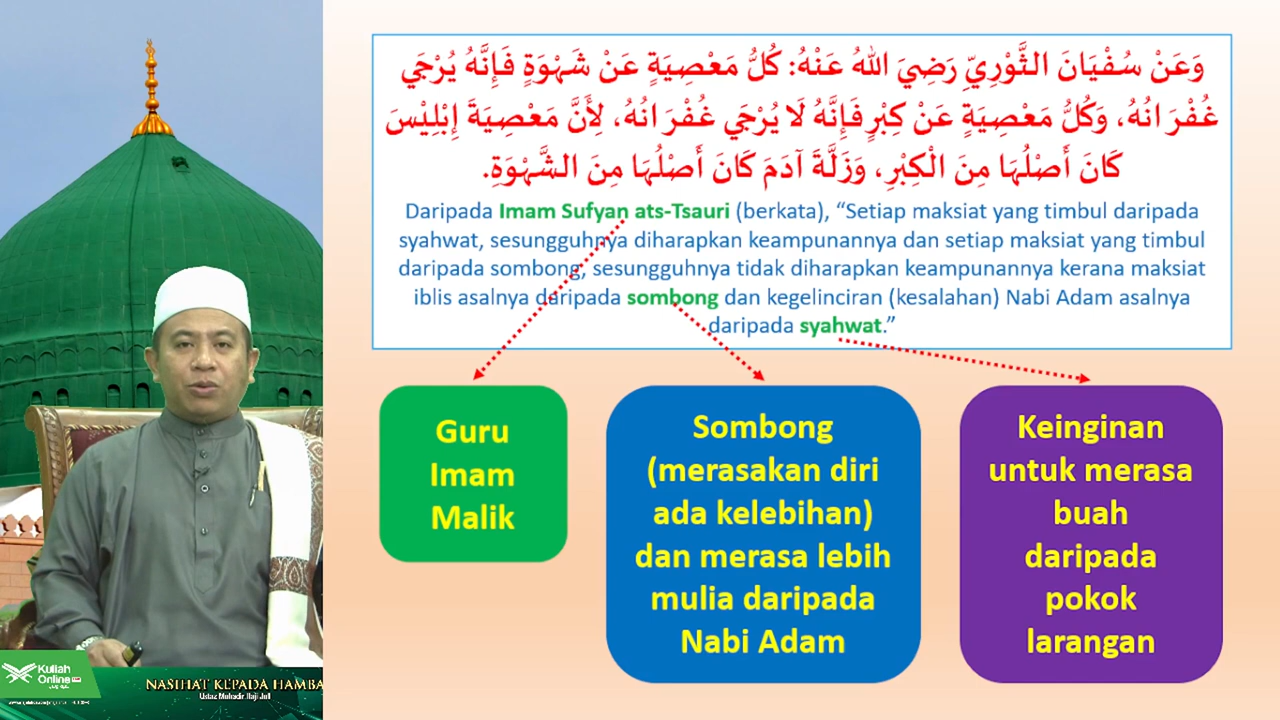 وَعَنْ سُفْيَانَ الثَّوْرِيِّ رَضِيَ اللهُ عَنْهُ: كُلُّ مَعْصِيَةٍ عَنْ شَهْوَةٍ فَإِنَّهُ يُرْجَي
غُفْرَانُهُ، وَكُلُّ مَعْصِيَةٍ عَنْ كِبْرٍ فَإِنَّهُ لَا يُرْجَي غُفْرَانُهُ، لِأَنَّ مَعْصِيَةَ إِبْلِيْسَ
كَانَ أَصْلُهَا مِنَ الْكِبْرِ، وَزَلَّةَ آدَمَ كَانَ أَصْلُهَا مِنَ الشَّهْوَةِ.
Daripada Imam Sufyan ats-Tsauri (berkata), “Setiap maksiat yang timbul daripada
syahwat, sesungguhnya diharapkan keampunannya dan setiap maksiat yang timbul
daripada sombong, sesungguhnya tidak diharapkan keampunannya kerana maksiat
iblis asalnya daripada sombong dan kegelinciran (kesalahan) Nabi Adam asalnya
daripada syahwat.”
Guru
Imam
Malik
Sombong
(merasakan diri
ada kelebihan)
dan merasa lebih
mulia daripada
Nabi Adam
Keinginan
untuk merasa
buah
daripada
pokok
larangan
Kuliah
Online
NASIHAT KEPADA HAMBA
Ustaz Muhadir Haji Joll